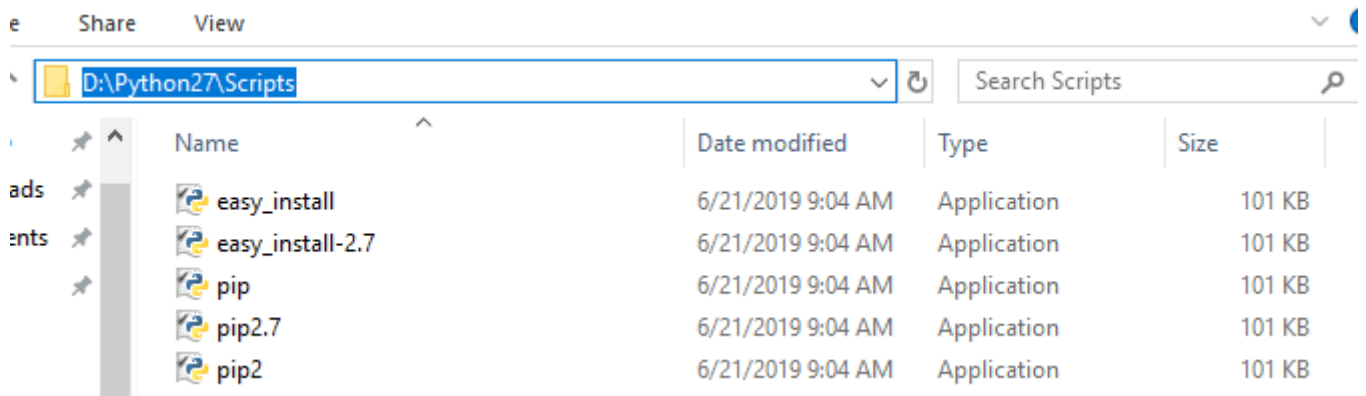 e Share View
D:\Python27\Scripts Search Scripts
Name Date modified Type Size
ads easy_install 6/21/2019 9:04 AM Application 101 KB
ents easy_install-2.7 6/21/2019 9:04 AM Application 101 KB
pip 6/21/2019 9:04 AM Application 101 KB
pip2.7 6/21/2019 9:04 AM Application 101 KB
pip2 6/21/2019 9:04 AM Application 101 KB